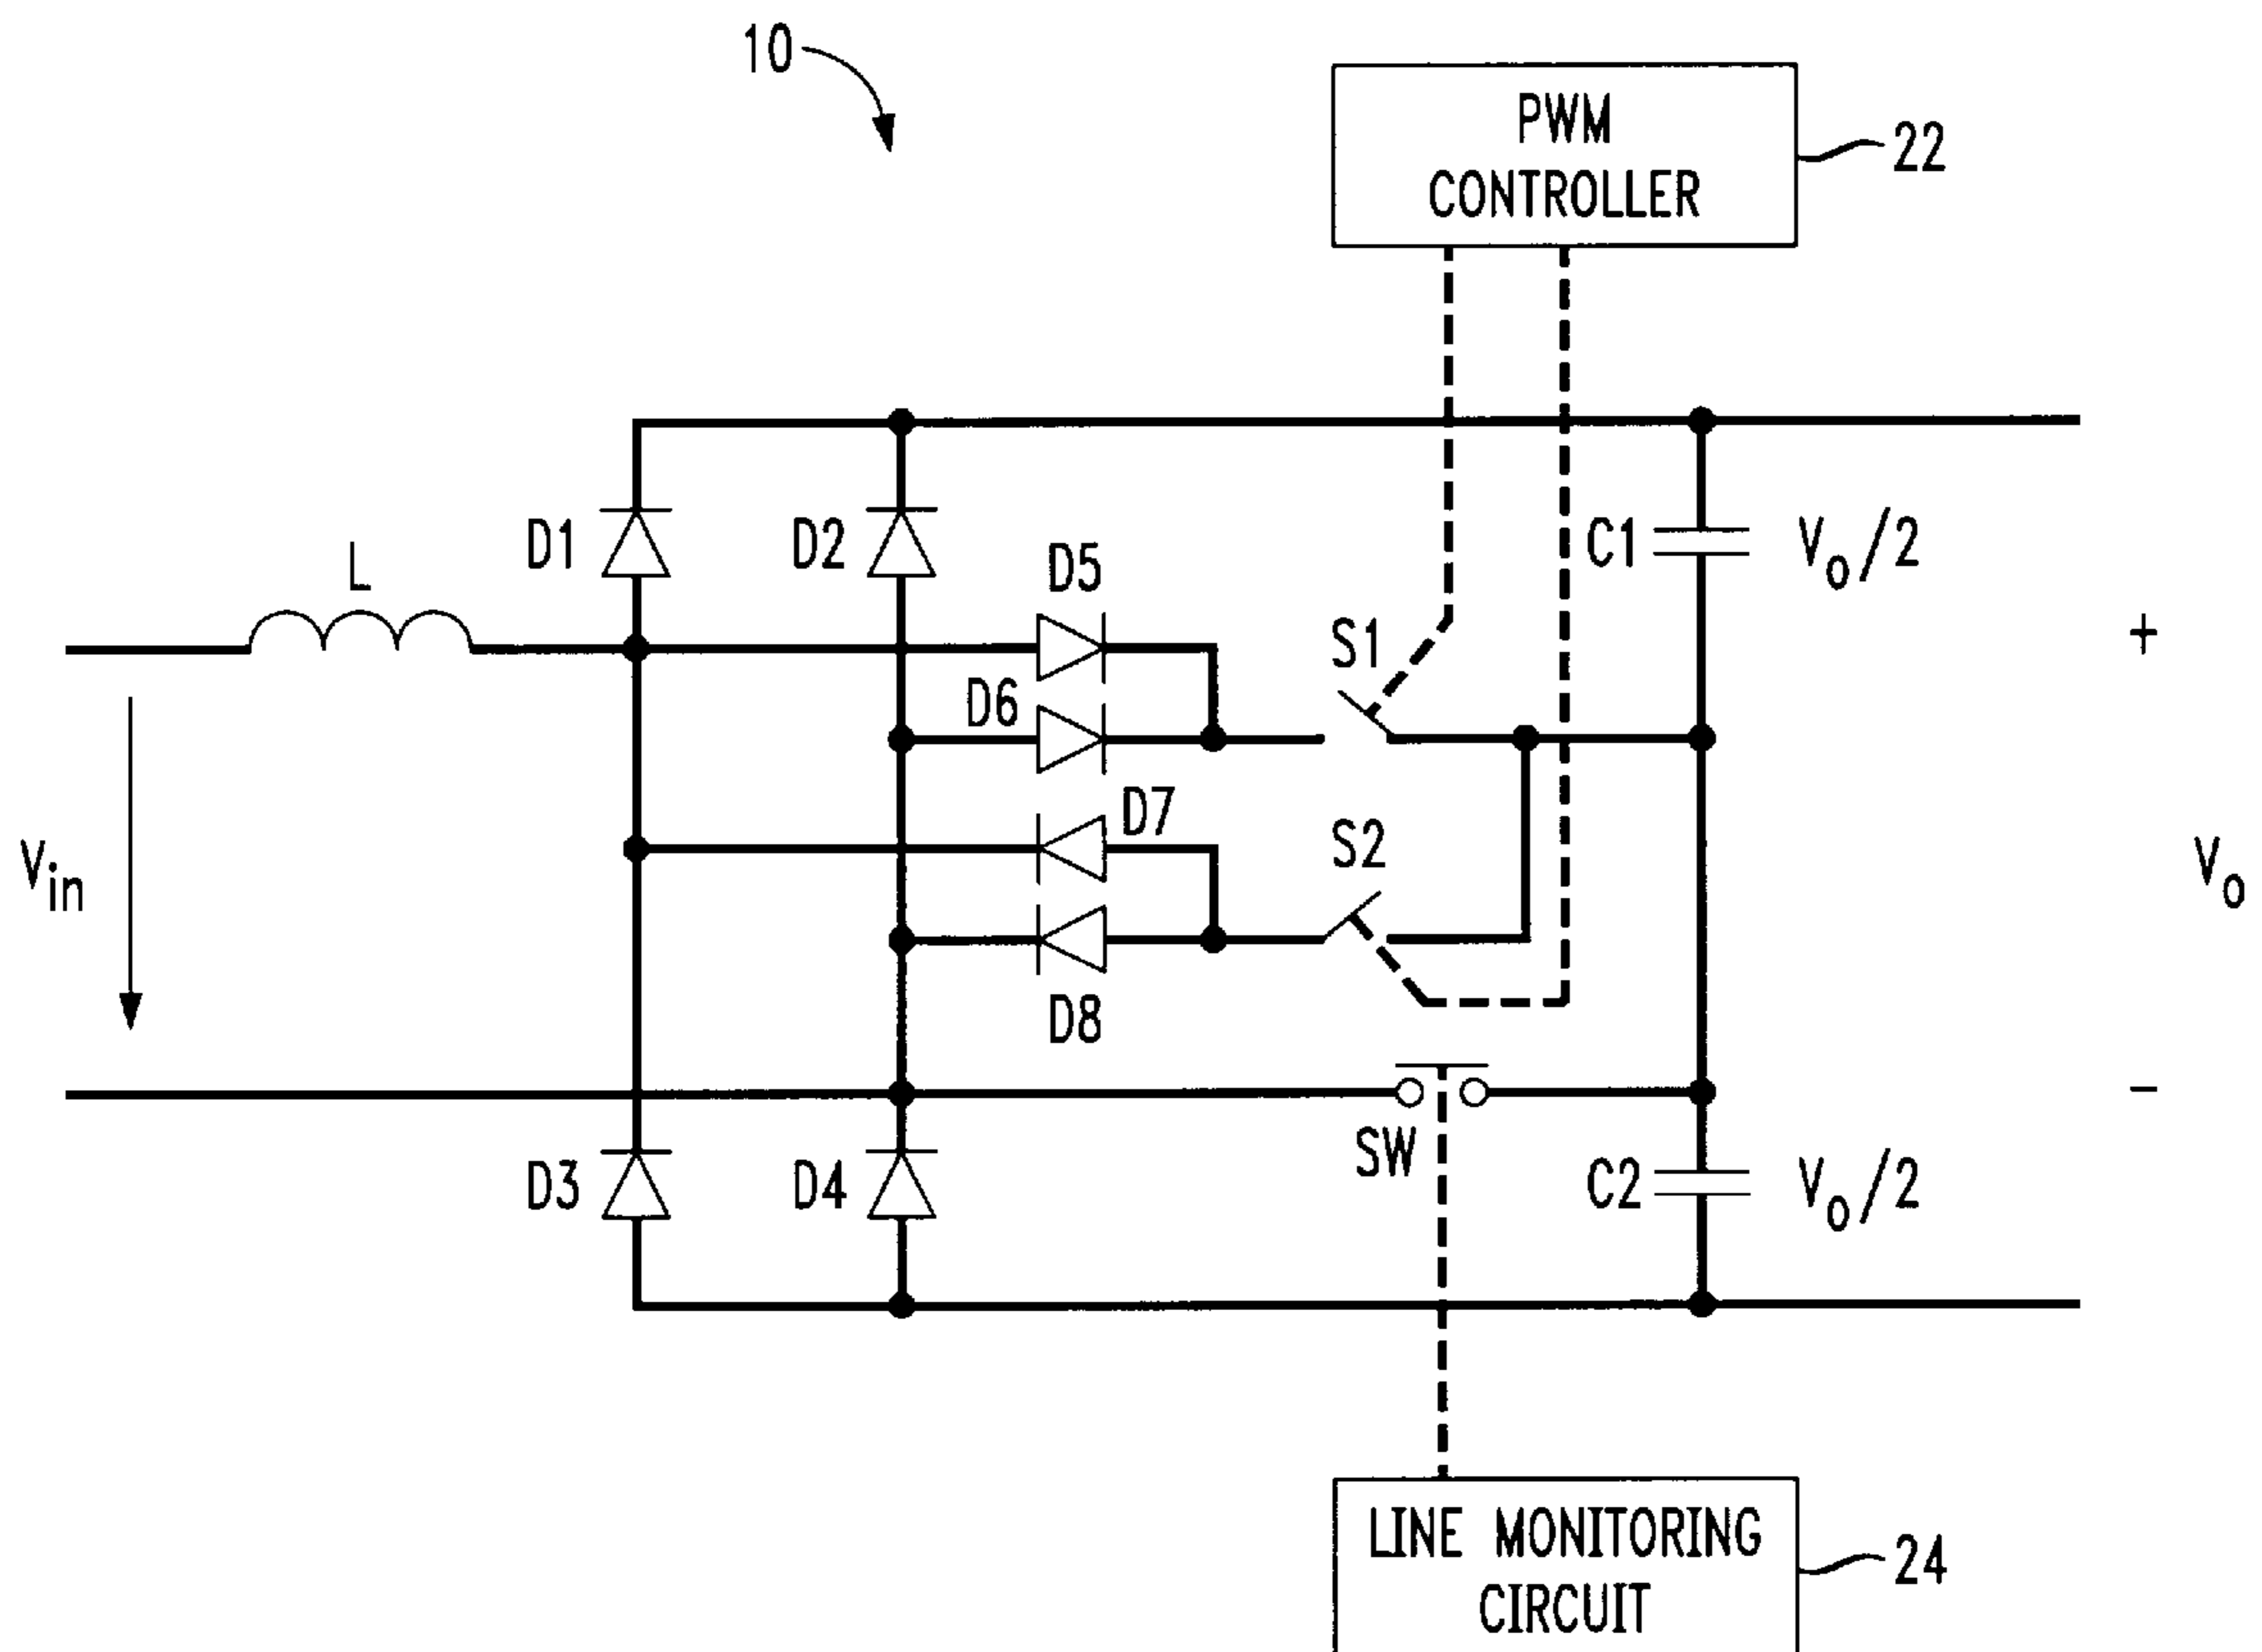 10
PWM
CONTROLLER
22
D1
D2
D5
C1
Vo/2
L
S1
+
D6
D7
S2
Vin
Vo
D8
-
SW
D3
D4
C2
Vo/2
LINE MONITORING
CIRCUIT
24